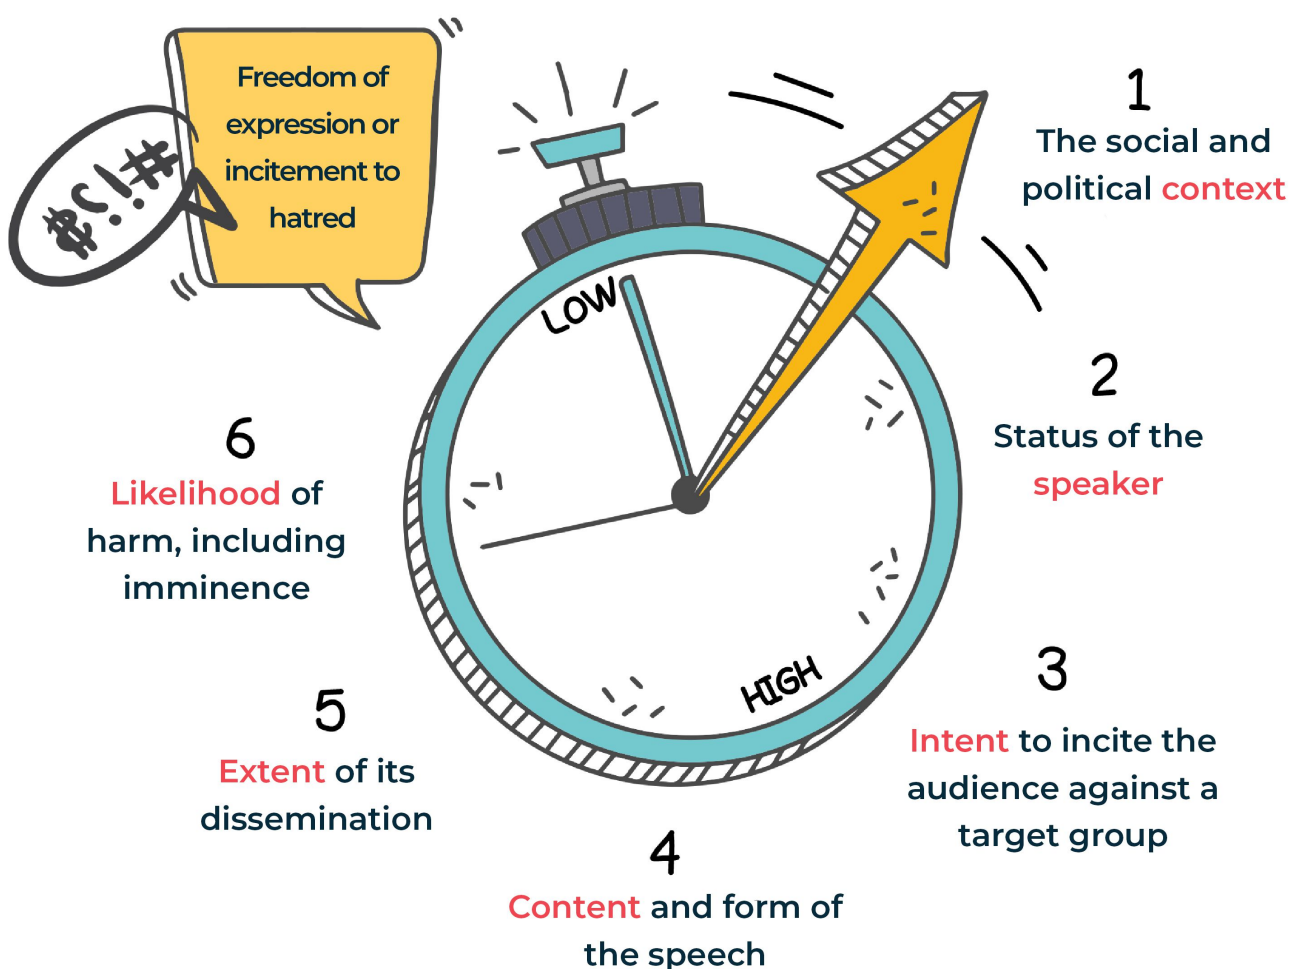 Freedom of
expression or
incitement to
hatred
$?!#
LOW
HIGH
1
The social and
political context
2
Status of the
speaker
3
Intent to incite the
audience against a
target group
4
Content and form of
the speech
5
Extent of its
dissemination
6
Likelihood of
harm, including
imminence